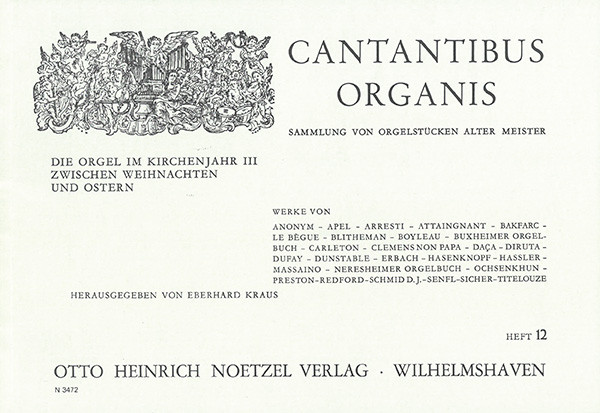 CANTANTIBUS
ORGANIS
SAMMLUNG VON ORGELSTÜCKEN ALTER MEISTER
DIE ORGEL IM KIRCHENJAHR III
ZWISCHEN WEIHNACHTEN
UND OSTERN
WERKE VON
ANONYM – APEL – ARRESTI – ATTAINGNANT – BAKFARC –
LE BÈGUE – BLITHEMAN – BOYLEAU – BUXHEIMER ORGEL-
BUCH – CARLETON – CLEMENS NON PAPA – DAÇA – DIRUTA –
DUFAY – DUNSTABLE – ERBACH – HASENKNOPF – HASSLER –
MASSAINO – NERESHEIMER ORGELBUCH – OCHSENKHUN –
PRESTON–REDFORD–SCHMID D.J.–SENFL–SICHER–TITELOUZE
HERAUSGEGEBEN VON EBERHARD KRAUS
HEFT 12
OTTO HEINRICH NOETZEL VERLAG · WILHELMSHAVEN
N 3472